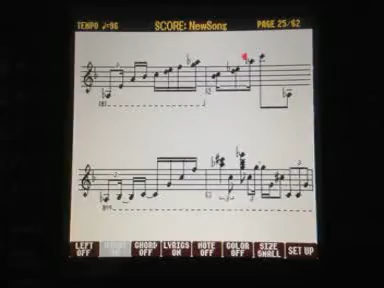 TEMPO ♩=96 SCORE: NewSong PAGE 25/62
LEFT OFF
CHORD OFF
LYRICS ON
NOTE OFF
COLOR OFF
SIZE SMALL
SET UP